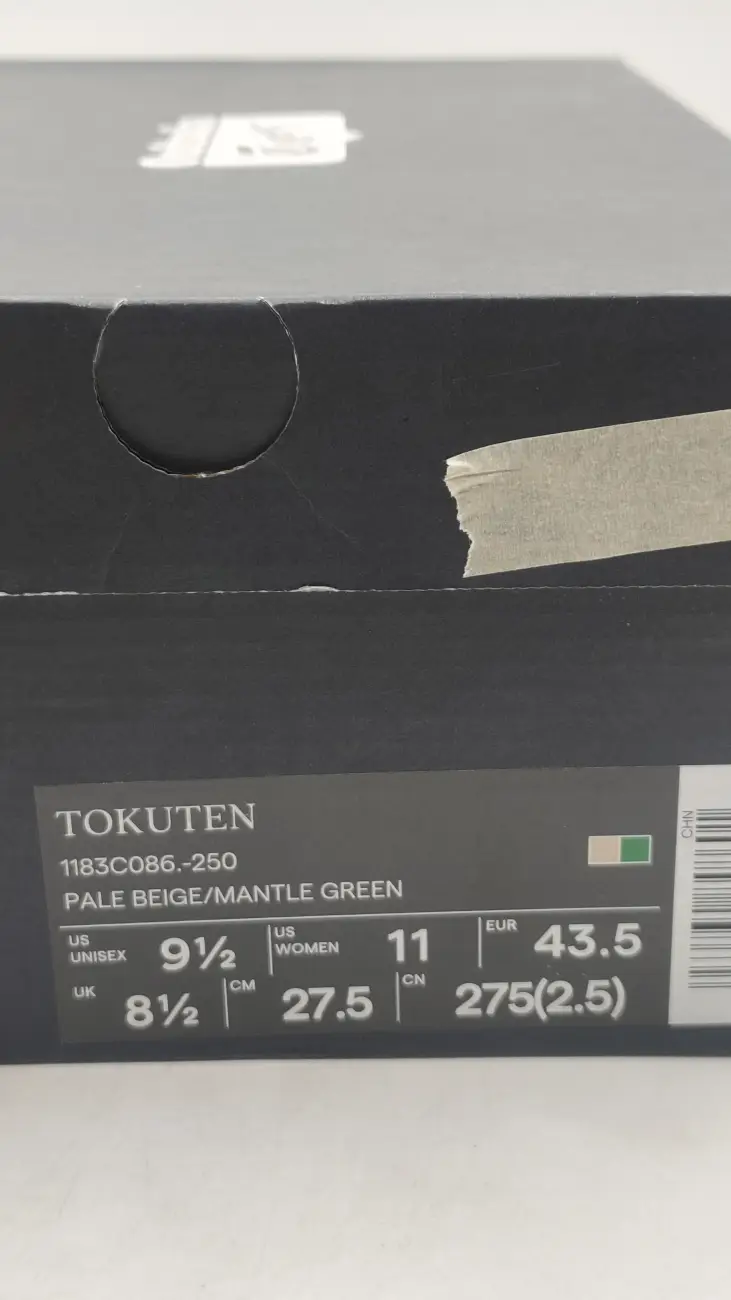 TOKUTEN
1183C086.-250
PALE BEIGE/MANTLE GREEN
US UNISEX 9½ US WOMEN 11 EUR 43.5
UK 8½ CM 27.5 CN 275(2.5)
CHN